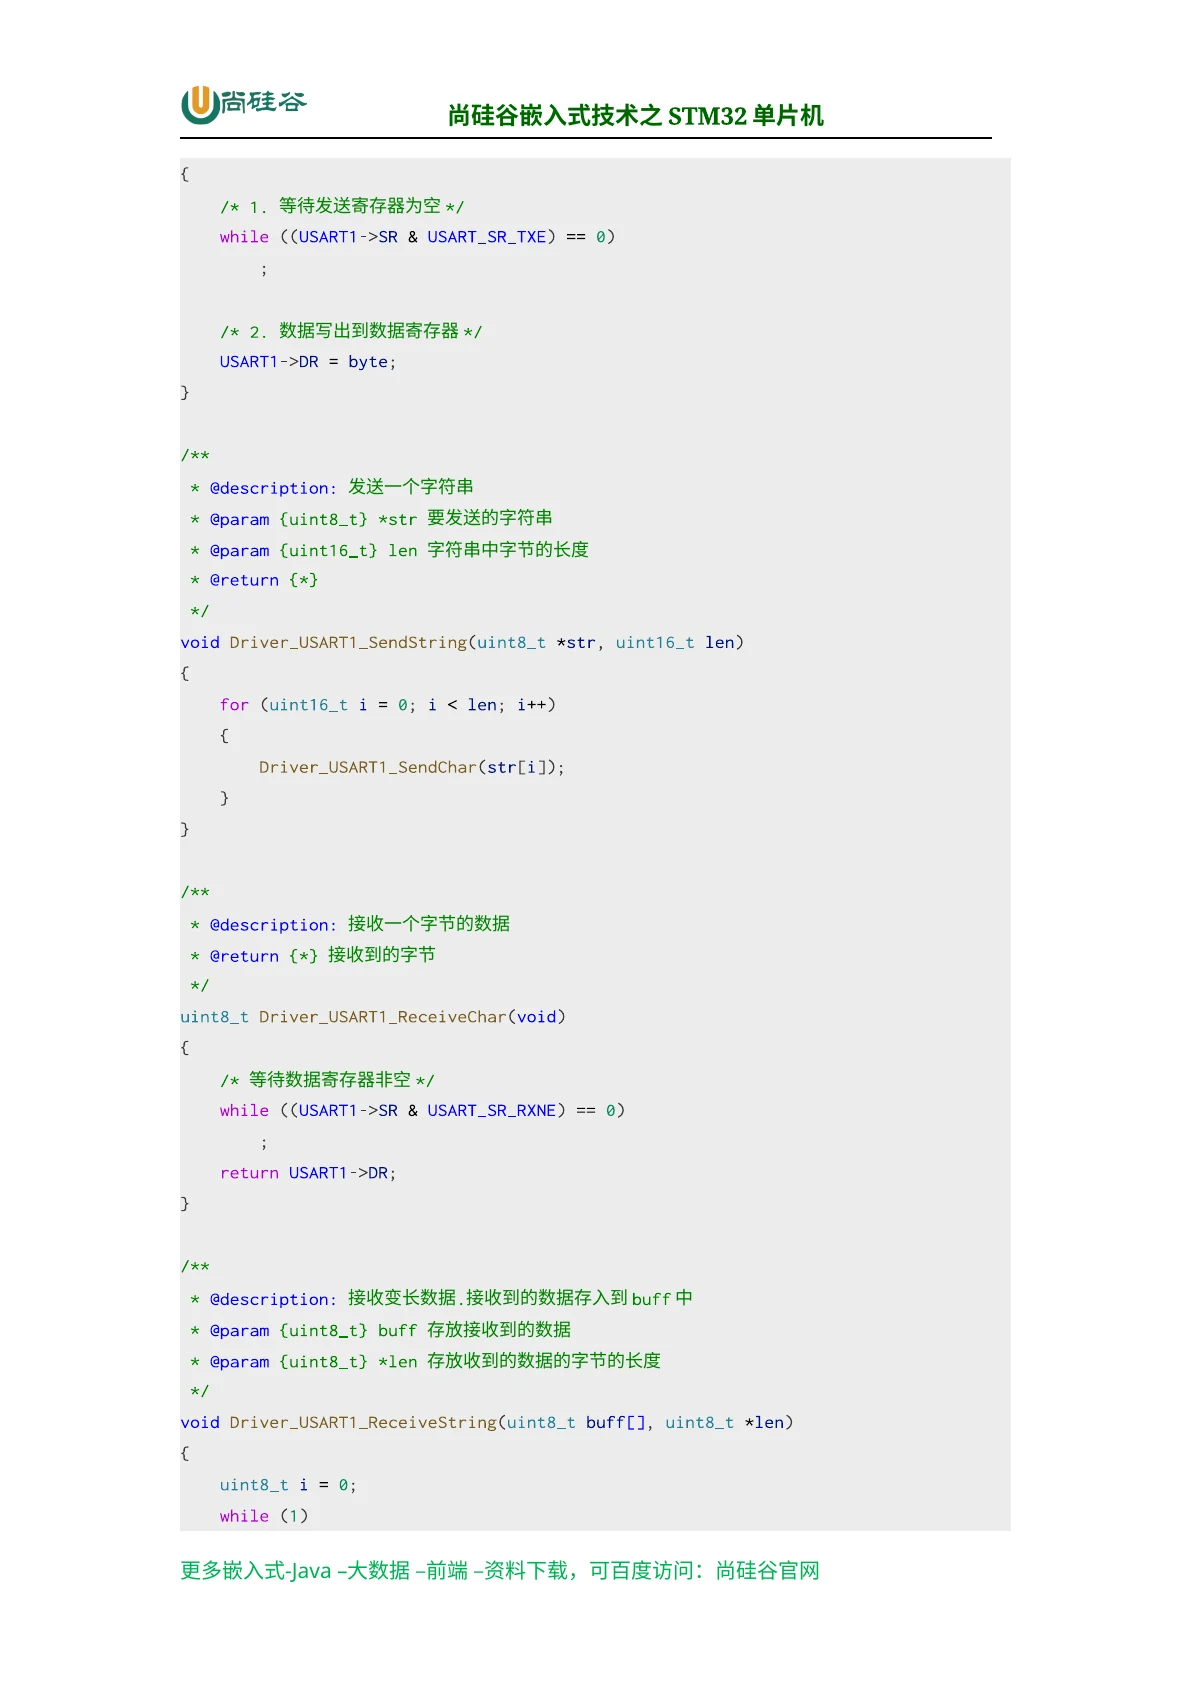 尚硅谷
尚硅谷嵌入式技术之 STM32 单片机
{
    /* 1. 等待发送寄存器为空 */
    while ((USART1->SR & USART_SR_TXE) == 0)
        ;

    /* 2. 数据写出到数据寄存器 */
    USART1->DR = byte;
}

/**
 * @description: 发送一个字符串
 * @param {uint8_t} *str 要发送的字符串
 * @param {uint16_t} len 字符串中字节的长度
 * @return {*}
 */
void Driver_USART1_SendString(uint8_t *str, uint16_t len)
{
    for (uint16_t i = 0; i < len; i++)
    {
        Driver_USART1_SendChar(str[i]);
    }
}

/**
 * @description: 接收一个字节的数据
 * @return {*} 接收到的字节
 */
uint8_t Driver_USART1_ReceiveChar(void)
{
    /* 等待数据寄存器非空 */
    while ((USART1->SR & USART_SR_RXNE) == 0)
        ;
    return USART1->DR;
}

/**
 * @description: 接收变长数据.接收到的数据存入到 buff 中
 * @param {uint8_t} buff 存放接收到的数据
 * @param {uint8_t} *len 存放收到的数据的字节的长度
 */
void Driver_USART1_ReceiveString(uint8_t buff[], uint8_t *len)
{
    uint8_t i = 0;
    while (1)
更多嵌入式-Java –大数据 –前端 –资料下载，可百度访问：尚硅谷官网